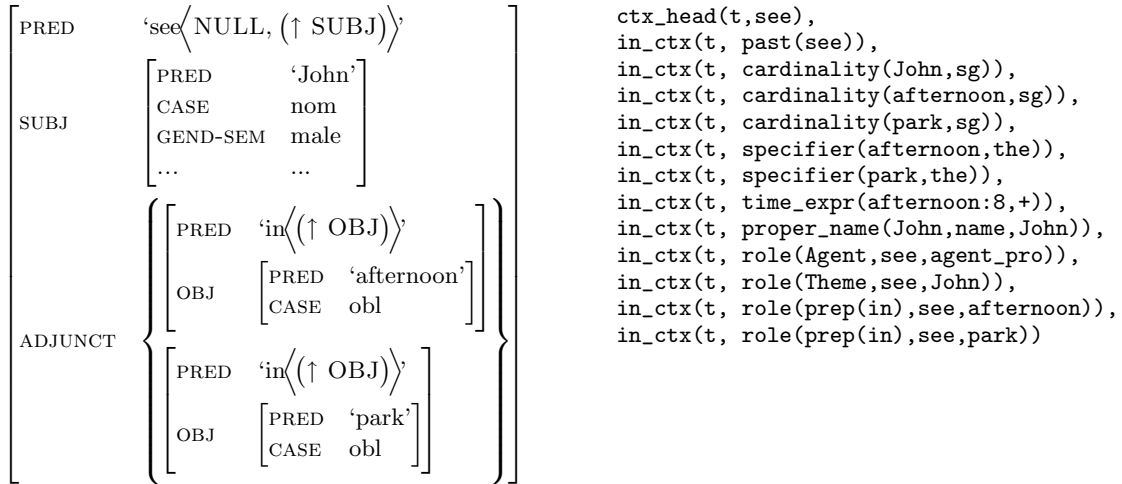 PRED ‘see⟨NULL, (↑ SUBJ)⟩’
SUBJ
PRED ‘John’
CASE nom
GEND-SEM male
... ...
ADJUNCT
PRED ‘in⟨(↑ OBJ)⟩’
OBJ
PRED ‘afternoon’
CASE obl
PRED ‘in⟨(↑ OBJ)⟩’
OBJ
PRED ‘park’
CASE obl
ctx_head(t,see),
in_ctx(t, past(see)),
in_ctx(t, cardinality(John,sg)),
in_ctx(t, cardinality(afternoon,sg)),
in_ctx(t, cardinality(park,sg)),
in_ctx(t, specifier(afternoon,the)),
in_ctx(t, specifier(park,the)),
in_ctx(t, time_expr(afternoon:8,+)),
in_ctx(t, proper_name(John,name,John)),
in_ctx(t, role(Agent,see,agent_pro)),
in_ctx(t, role(Theme,see,John)),
in_ctx(t, role(prep(in),see,afternoon)),
in_ctx(t, role(prep(in),see,park))